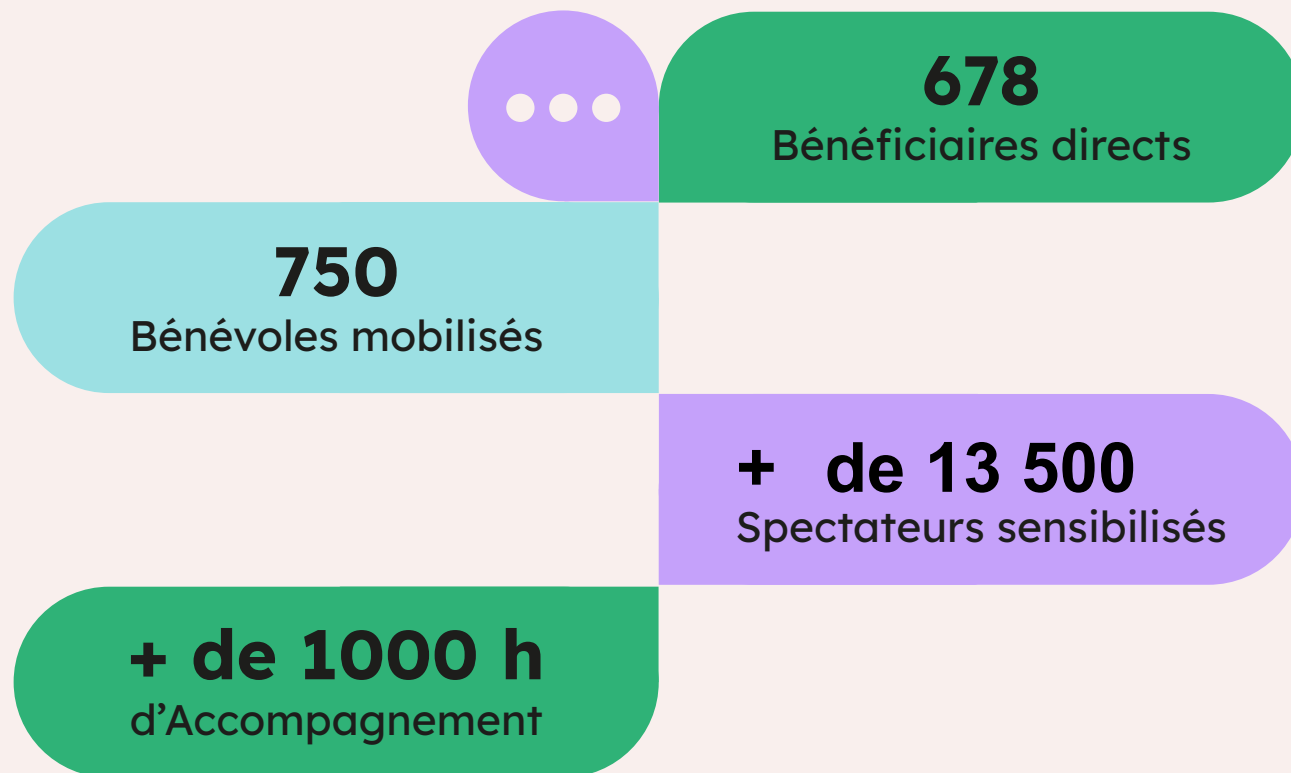 678
Bénéficiaires directs
750
Bénévoles mobilisés
+ de 13 500
Spectateurs sensibilisés
+ de 1000 h
d’Accompagnement